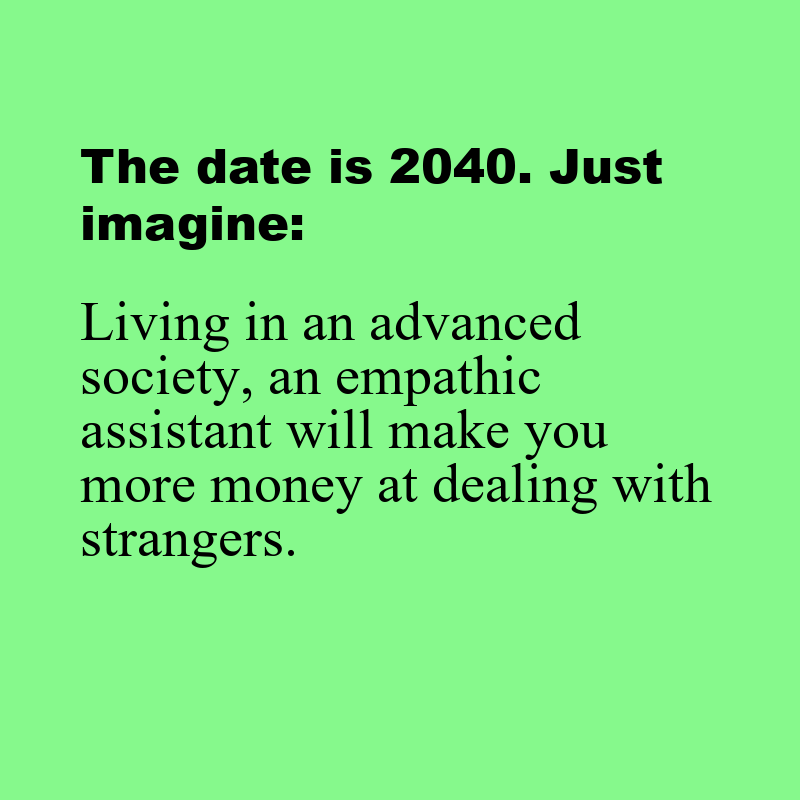 The date is 2040. Just
imagine:
Living in an advanced
society, an empathic
assistant will make you
more money at dealing with
strangers.